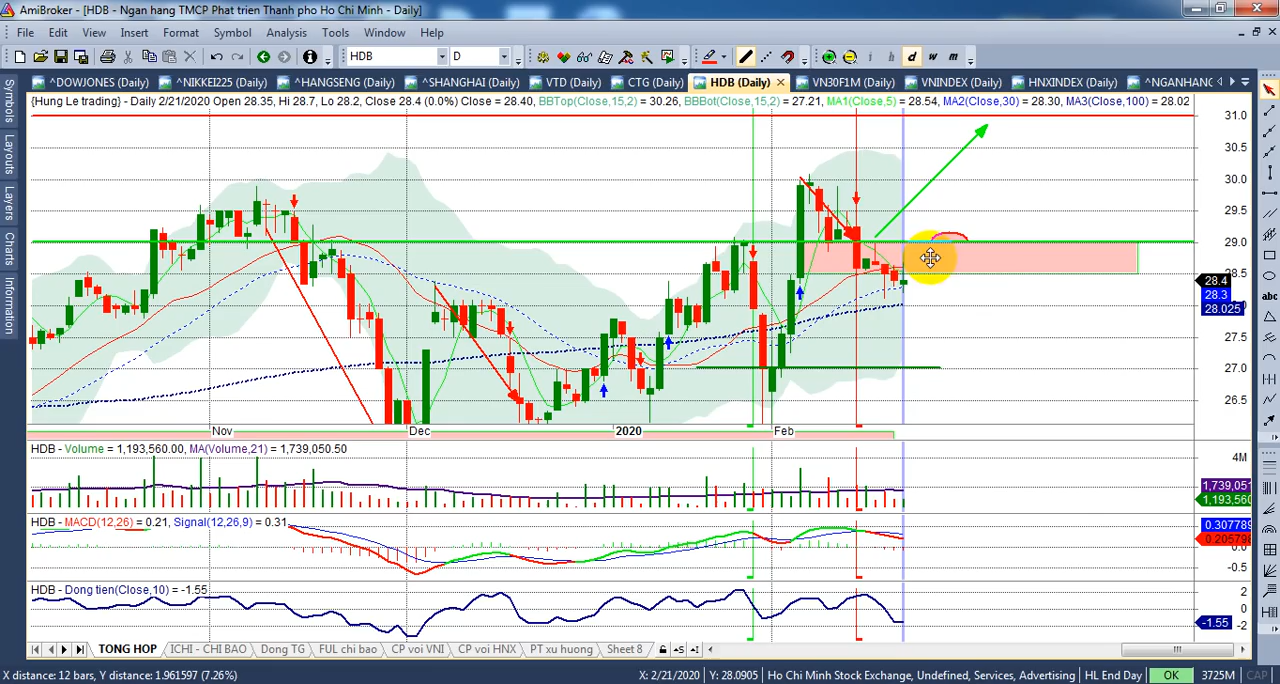 AmiBroker - [HDB - Ngan hang TMCP Phat trien Thanh pho Ho Chi Minh - Daily]
File Edit View Insert Format Symbol Analysis Tools Window Help
HDB D i h d w m
^DOWJONES (Daily) ^NIKKEI225 (Daily) ^HANGSENG (Daily) ^SHANGHAI (Daily) VTD (Daily) CTG (Daily) HDB (Daily) VN30F1M (Daily) VNINDEX (Daily) HNXINDEX (Daily) ^NGANHANG
{Hung Le trading} - Daily 2/21/2020 Open 28.35, Hi 28.7, Lo 28.2, Close 28.4 (0.0%) Close = 28.40, BBTop(Close,15,2) = 30.26, BBBot(Close,15,2) = 27.21, MA1(Close,5) = 28.54, MA2(Close,30) = 28.30, MA3(Close,100) = 28.02
Symbols
Layouts
Layers
Charts
Information
31.0
30.5
30.0
29.5
29.0
28.5
28.4
28.3
28.025
27.5
27.0
26.5
Nov Dec 2020 Feb
HDB - Volume = 1,193,560.00, MA(Volume,21) = 1,739,050.50
4M
1,739,051
1,193,560
HDB - MACD(12,26) = 0.21, Signal(12,26,9) = 0.31
0.307789
0.205798
0.0
-0.5
HDB - Dong tien(Close,10) = -1.55
2
0
-1.55
-2
abc
TONG HOP ICHI - CHI BAO Dong TG FUL chi bao CP voi VNI CP voi HNX PT xu huong Sheet 8
X distance: 12 bars, Y distance: 1.961597 (7.26%) X: 2/21/2020 Y: 28.0905 Ho Chi Minh Stock Exchange, Undefined, Services, Advertising HL End Day OK 3725M CAP